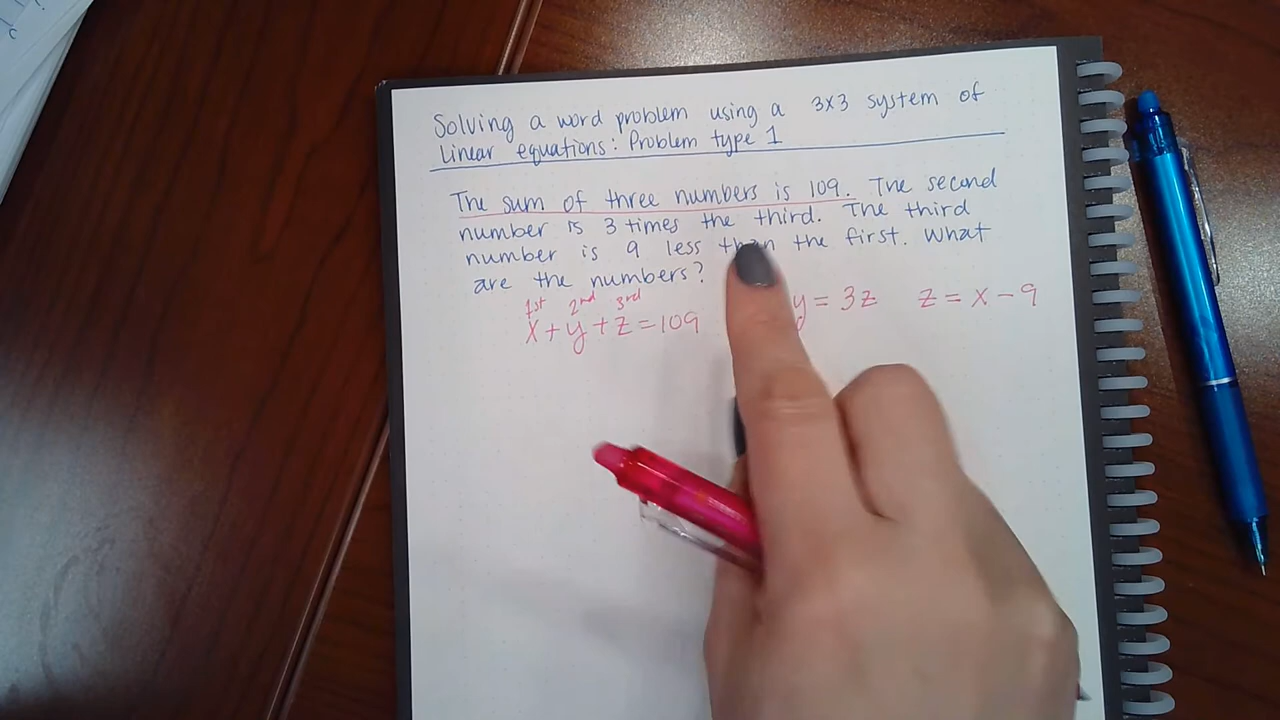 Solving a word problem using a 3x3 system of
linear equations: Problem type 1
The sum of three numbers is 109. The second
number is 3 times the third. The third
number is 9 less than the first. What
are the numbers?
1st 2nd 3rd
x+y+z=109 y=3z z=x-9
c